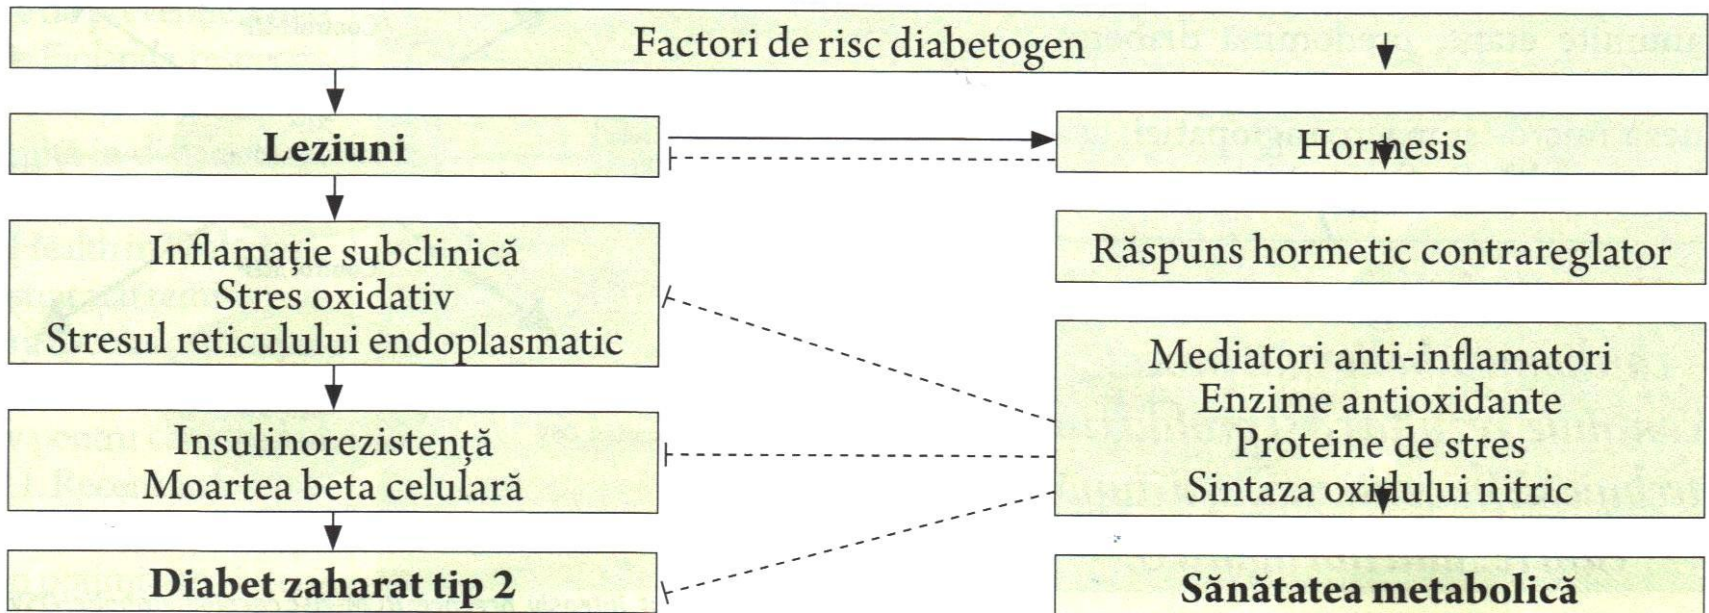 Factori de risc diabetogen
Leziuni
Hormesis
Inflamație subclinică
Stres oxidativ
Stresul reticulului endoplasmatic
Răspuns hormetic contrareglator
Mediatori anti-inflamatori
Enzime antioxidante
Proteine de stres
Sintaza oxidului nitric
Insulinorezistență
Moartea beta celulară
Diabet zaharat tip 2
Sănătatea metabolică